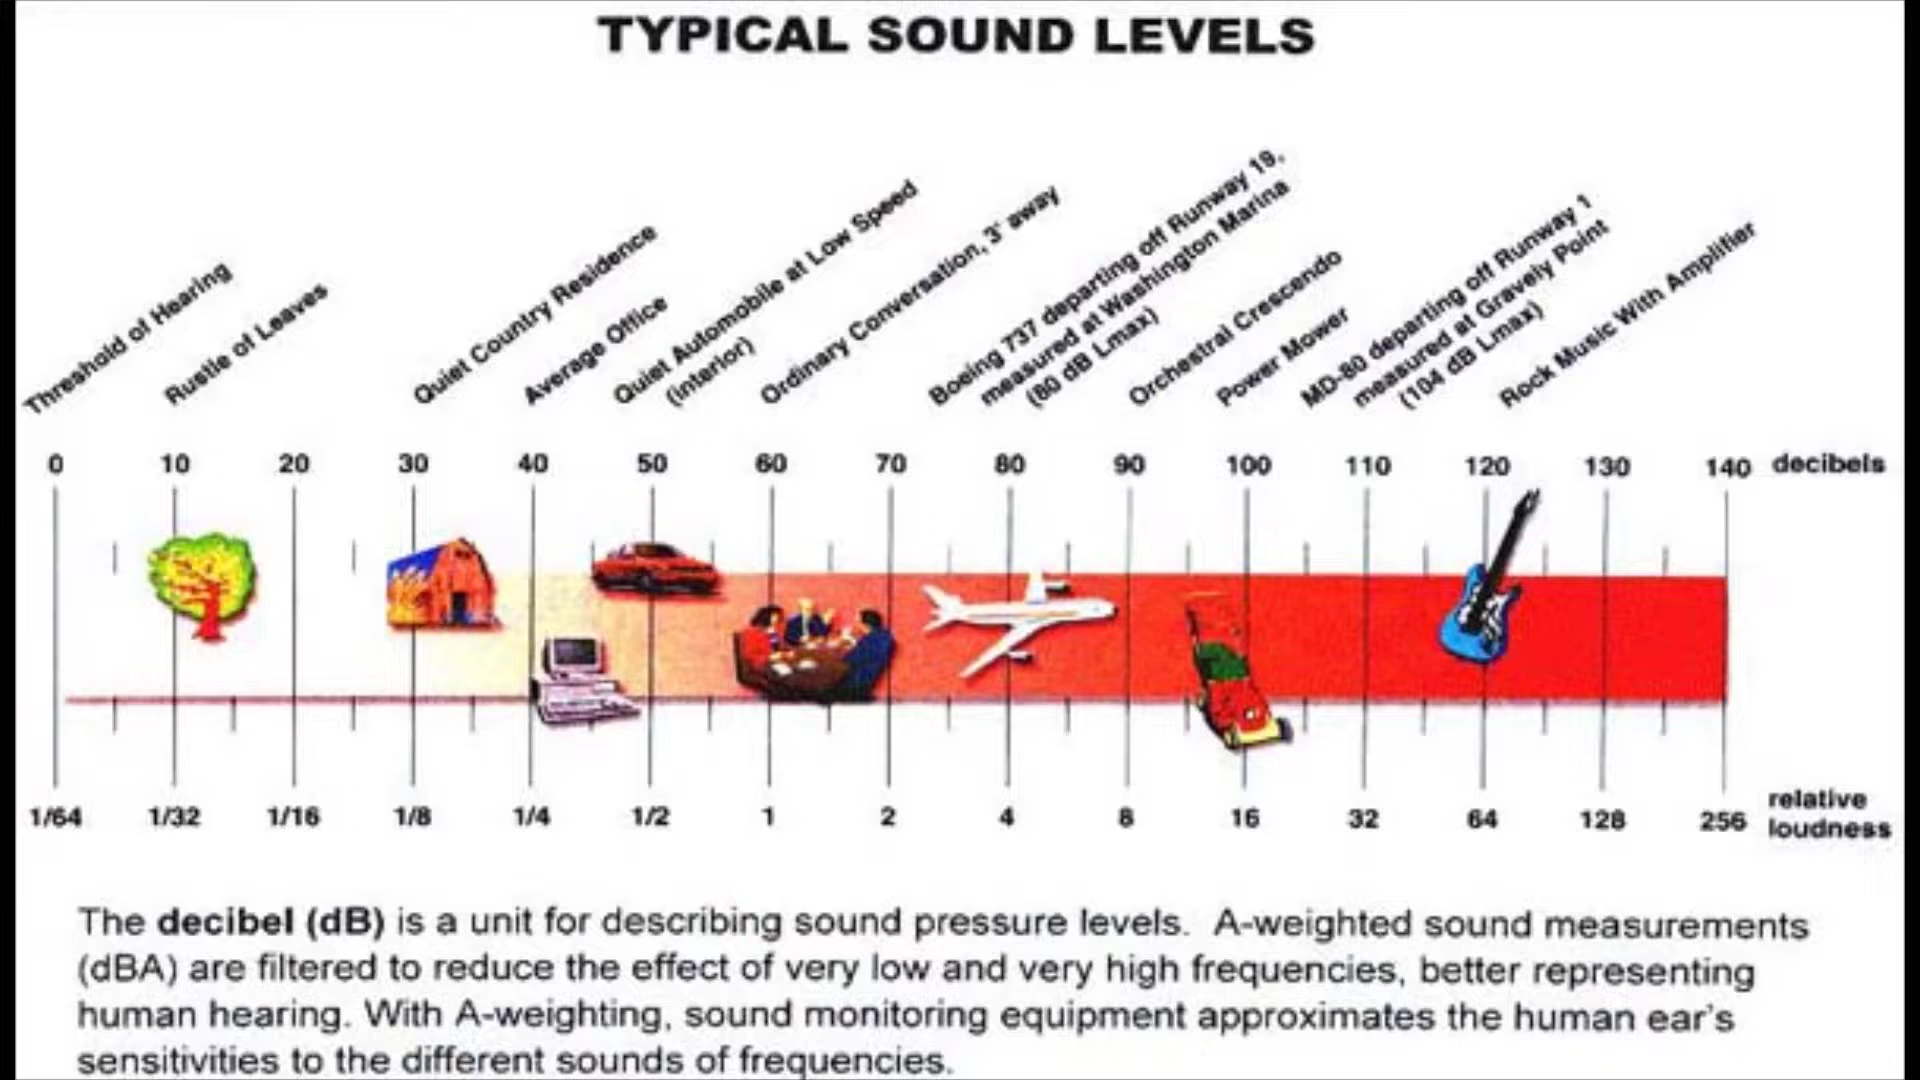 TYPICAL SOUND LEVELS
Threshold of Hearing
Rustle of Leaves
Quiet Country Residence
Average Office
Quiet Automobile at Low Speed
(interior)
Ordinary Conversation, 3' away
Boeing 737 departing off Runway 19,
measured at Washington Marina
(80 dB Lmax)
Orchestral Crescendo
Power Mower
MD-80 departing off Runway 1
measured at Gravely Point
(104 dB Lmax)
Rock Music With Amplifier
0 10 20 30 40 50 60 70 80 90 100 110 120 130 140 decibels
1/64 1/32 1/16 1/8 1/4 1/2 1 2 4 8 16 32 64 128 256 relative
loudness
The decibel (dB) is a unit for describing sound pressure levels. A-weighted sound measurements
(dBA) are filtered to reduce the effect of very low and very high frequencies, better representing
human hearing. With A-weighting, sound monitoring equipment approximates the human ear's
sensitivities to the different sounds of frequencies.